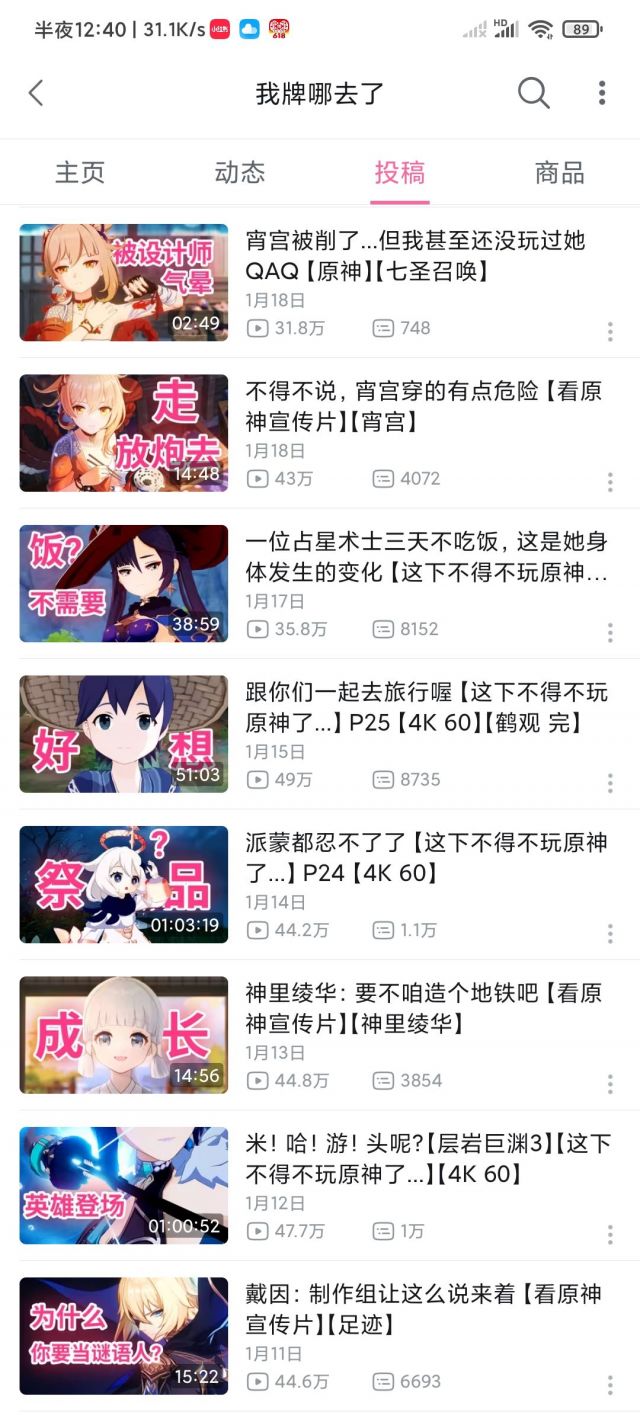 半夜12:40 | 31.1K/s 小红书 618 HD 89
我牌哪去了
主页 动态 投稿 商品
被设计师
气晕
02:49
宵宫被削了...但我甚至还没玩过她
QAQ【原神】【七圣召唤】
1月18日
31.8万 748
走
放炮去
14:48
不得不说，宵宫穿的有点危险【看原
神宣传片】【宵宫】
1月18日
43万 4072
饭？
不需要
38:59
一位占星术士三天不吃饭，这是她身
体发生的变化【这下不得不玩原神...
1月17日
35.8万 8152
好想
51:03
跟你们一起去旅行喔【这下不得不玩
原神了...】P25【4K 60】【鹤观 完】
1月15日
49万 8735
祭品？
01:03:19
派蒙都忍不了了【这下不得不玩原神
了...】P24【4K 60】
1月14日
44.2万 1.1万
成长
14:56
神里绫华：要不咱造个地铁吧【看原
神宣传片】【神里绫华】
1月13日
44.8万 3854
英雄登场
01:00:52
米！哈！游！头呢?【层岩巨渊3】【这下
不得不玩原神了...】【4K 60】
1月12日
47.7万 1万
为什么
你要当谜语人?
15:22
戴因：制作组让这么说来着【看原神
宣传片】【足迹】
1月11日
44.6万 6693